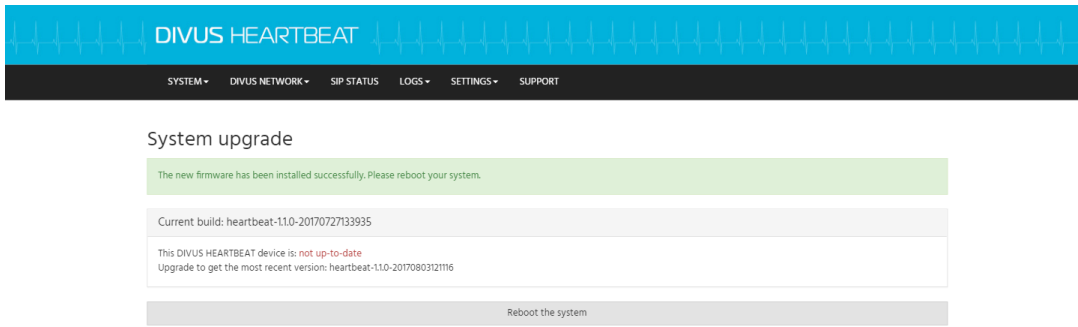 DIVUS HEARTBEAT
SYSTEM DIVUS NETWORK SIP STATUS LOGS SETTINGS SUPPORT
System upgrade
The new firmware has been installed successfully. Please reboot your system.
Current build: heartbeat-1.1.0-20170727133935
This DIVUS HEARTBEAT device is: not up-to-date
Upgrade to get the most recent version: heartbeat-1.1.0-20170803121116
Reboot the system